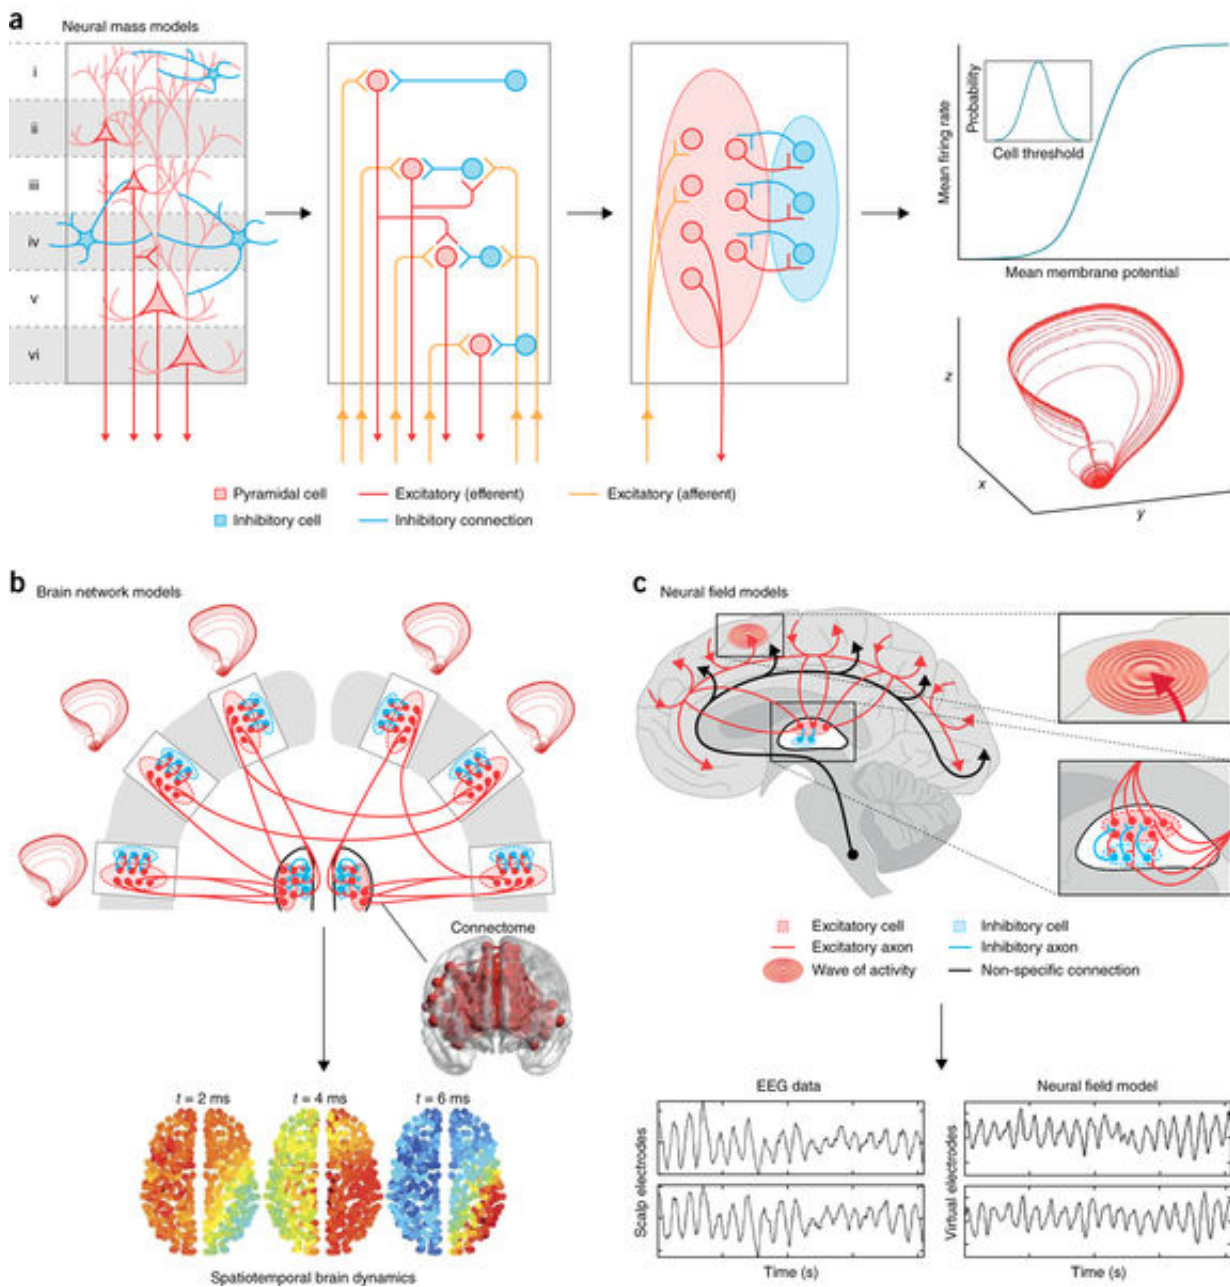 a
Neural mass models
i
ii
iii
iv
v
vi
Mean firing rate
Probability
Cell threshold
Mean membrane potential
z
x
y
Pyramidal cell
Excitatory (efferent)
Excitatory (afferent)
Inhibitory cell
Inhibitory connection
b
Brain network models
Connectome
t = 2 ms
t = 4 ms
t = 6 ms
Spatiotemporal brain dynamics
c
Neural field models
Excitatory cell
Inhibitory cell
Excitatory axon
Inhibitory axon
Wave of activity
Non-specific connection
EEG data
Neural field model
Scalp electrodes
Virtual electrodes
Time (s)
Time (s)